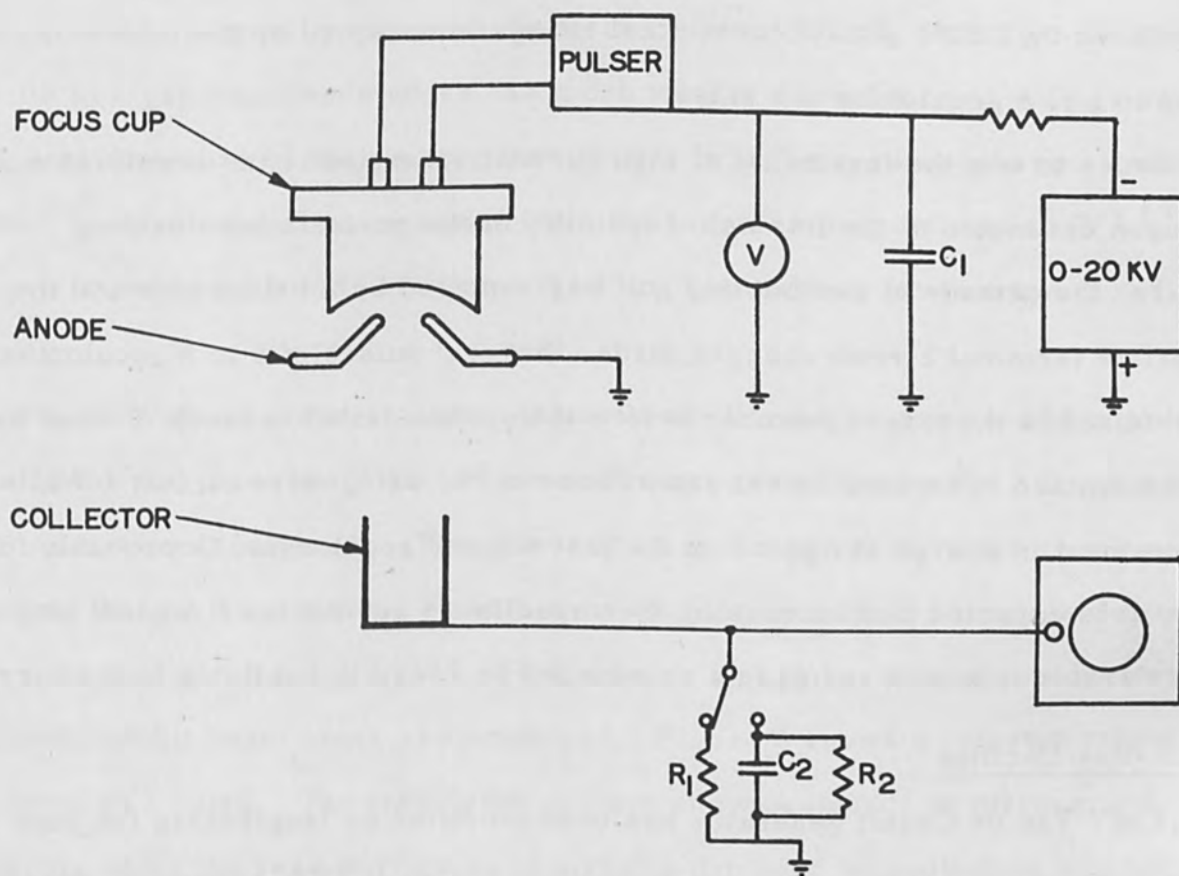 PULSER
FOCUS CUP
-
V
C1
0-20 KV
ANODE
+
COLLECTOR
R1
C2
R2